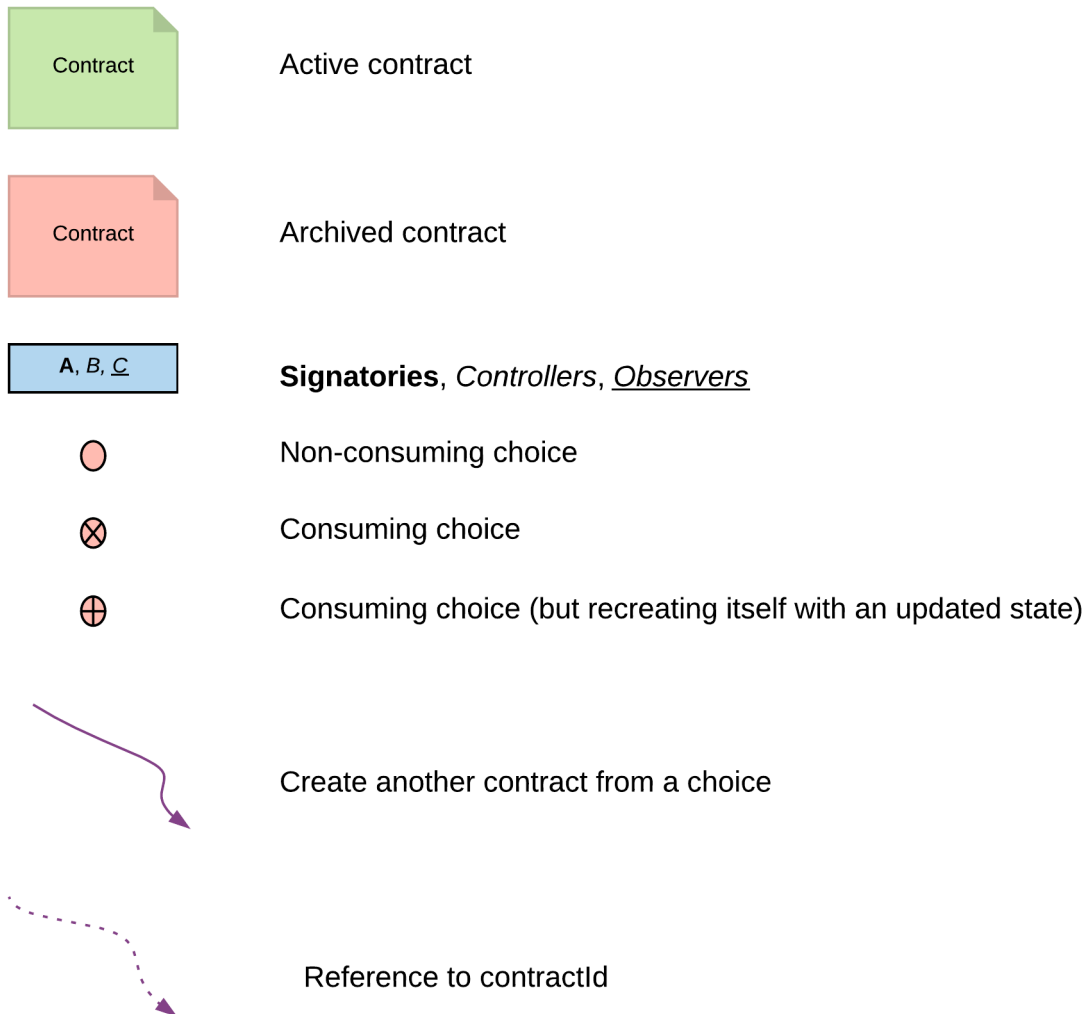 Contract
Active contract
Contract
Archived contract
A, B, C
Signatories, Controllers, Observers
Non-consuming choice
Consuming choice
Consuming choice (but recreating itself with an updated state)
Create another contract from a choice
Reference to contractId